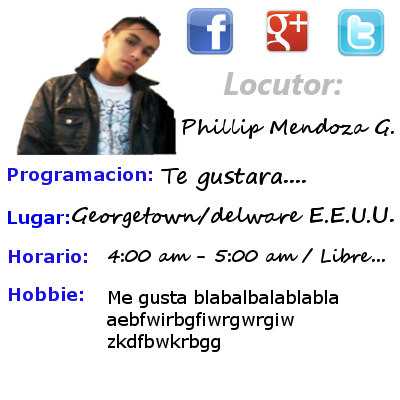 f
g+
t
Locutor:
Phillip Mendoza G.
Programacion: Te gustara....
Lugar: Georgetown/delware E.E.U.U.
Horario: 4:00 am - 5:00 am / Libre...
Hobbie: Me gusta blabalbalablabla
aebfwirbgfiwrgwrgiw
zkdfbwkrbgg